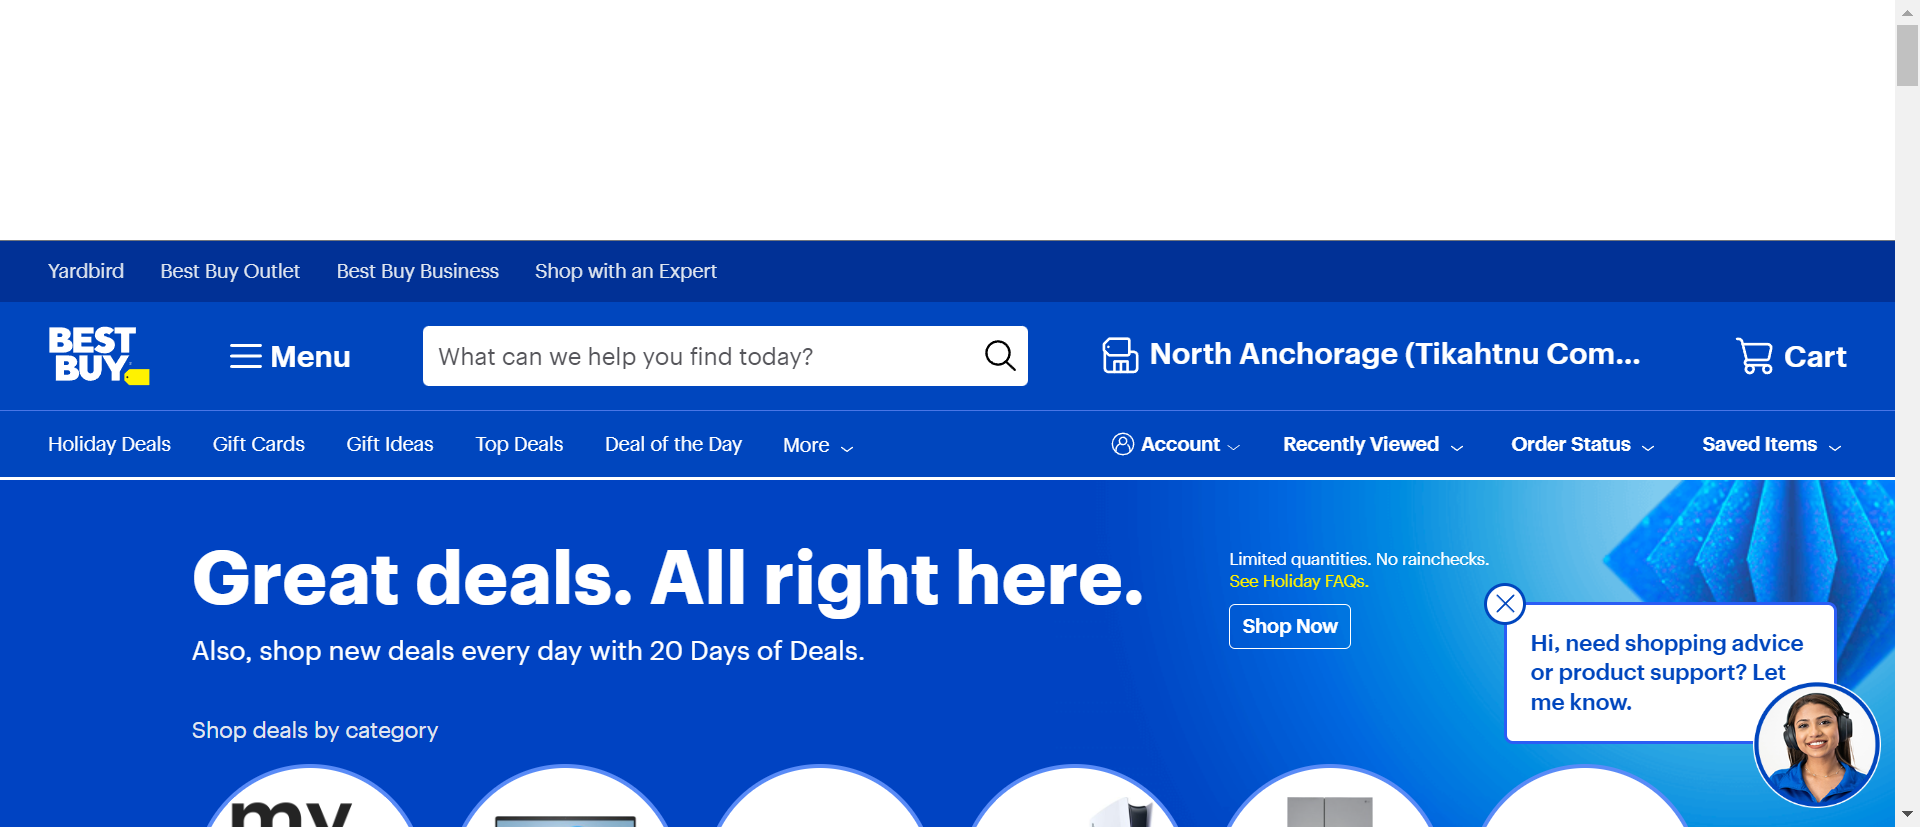 Yardbird Best Buy Outlet Best Buy Business Shop with an Expert
BEST
BUY
Menu
What can we help you find today?
North Anchorage (Tikahtnu Com...
Cart
Holiday Deals Gift Cards Gift Ideas Top Deals Deal of the Day More
Account Recently Viewed Order Status Saved Items
Great deals. All right here.
Also, shop new deals every day with 20 Days of Deals.
Limited quantities. No rainchecks.
See Holiday FAQs.
Shop Now
Hi, need shopping advice
or product support? Let
me know.
Shop deals by category
my